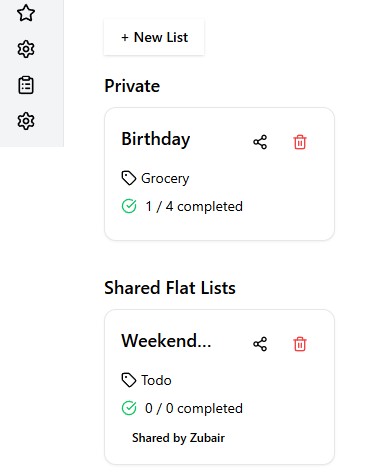 + New List
Private
Birthday
Grocery
1 / 4 completed
Shared Flat Lists
Weekend...
Todo
0 / 0 completed
Shared by Zubair